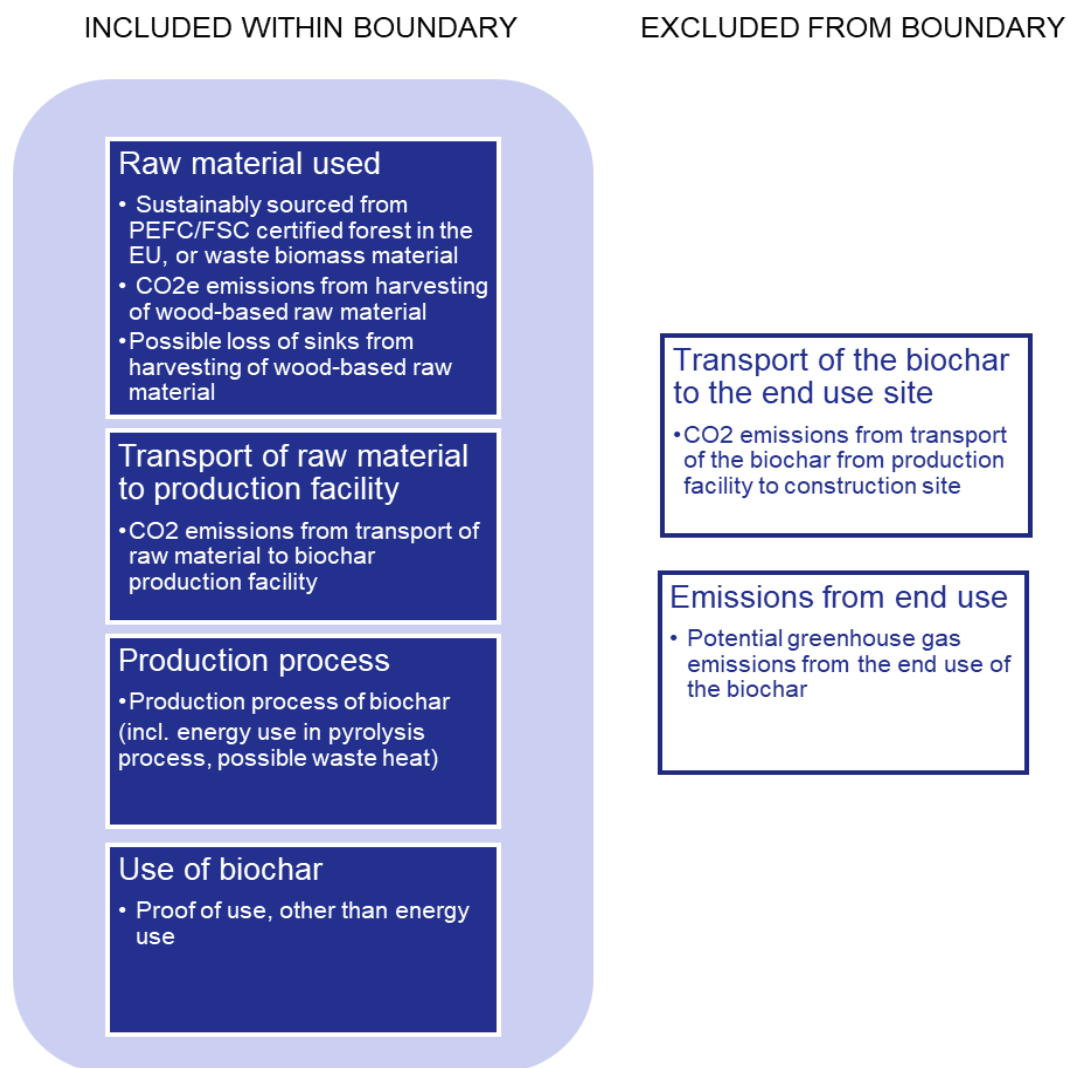 INCLUDED WITHIN BOUNDARY
EXCLUDED FROM BOUNDARY
Raw material used
• Sustainably sourced from
PEFC/FSC certified forest in the
EU, or waste biomass material
• CO2e emissions from harvesting
of wood-based raw material
•Possible loss of sinks from
harvesting of wood-based raw
material
Transport of raw material
to production facility
•CO2 emissions from transport of
raw material to biochar
production facility
Production process
•Production process of biochar
(incl. energy use in pyrolysis
process, possible waste heat)
Use of biochar
• Proof of use, other than energy
use
Transport of the biochar
to the end use site
•CO2 emissions from transport
of the biochar from production
facility to construction site
Emissions from end use
• Potential greenhouse gas
emissions from the end use of
the biochar